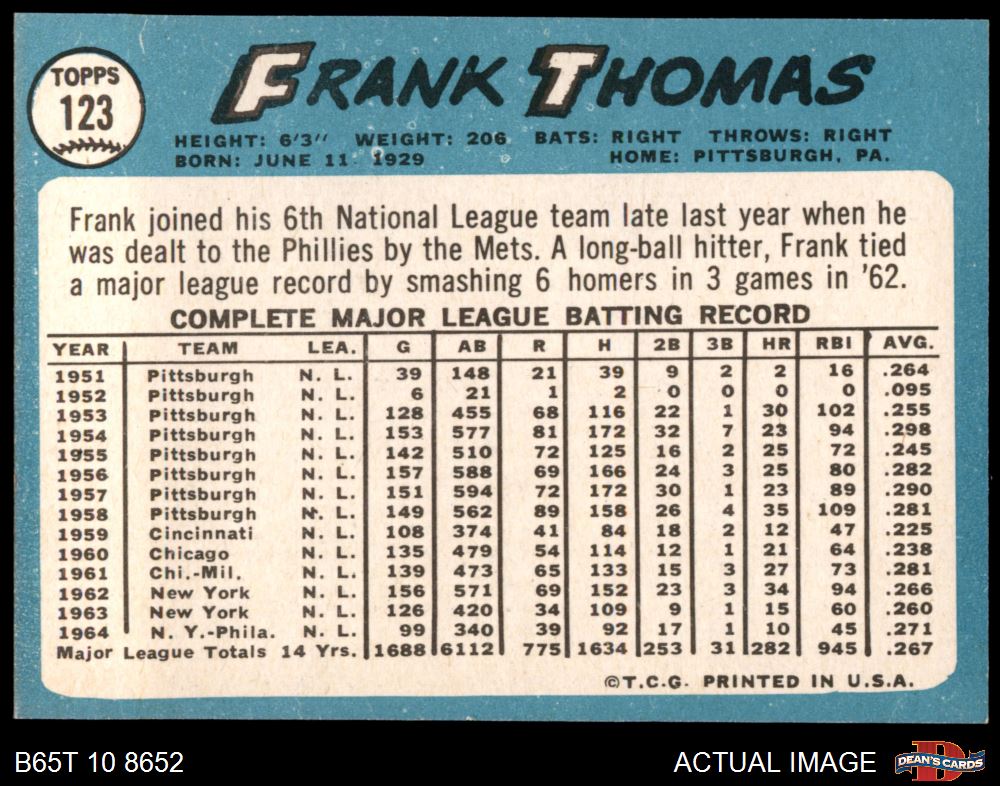 TOPPS
123
FRANK THOMAS
HEIGHT: 6'3" WEIGHT: 206 BATS: RIGHT THROWS: RIGHT
BORN: JUNE 11 1929 HOME: PITTSBURGH, PA.
Frank joined his 6th National League team late last year when he
was dealt to the Phillies by the Mets. A long-ball hitter, Frank tied
a major league record by smashing 6 homers in 3 games in '62.
COMPLETE MAJOR LEAGUE BATTING RECORD
YEAR TEAM LEA. G AB R H 2B 3B HR RBI AVG.
1951 Pittsburgh N. L. 39 148 21 39 9 2 2 16 .264
1952 Pittsburgh N. L. 6 21 1 2 0 0 0 0 .095
1953 Pittsburgh N. L. 128 455 68 116 22 1 30 102 .255
1954 Pittsburgh N. L. 153 577 81 172 32 7 23 94 .298
1955 Pittsburgh N. L. 142 510 72 125 16 2 25 72 .245
1956 Pittsburgh N. L. 157 588 69 166 24 3 25 80 .282
1957 Pittsburgh N. L. 151 594 72 172 30 1 23 89 .290
1958 Pittsburgh N. L. 149 562 89 158 26 4 35 109 .281
1959 Cincinnati N. L. 108 374 41 84 18 2 12 47 .225
1960 Chicago N. L. 135 479 54 114 12 1 21 64 .238
1961 Chi.-Mil. N. L. 139 473 65 133 15 3 27 73 .281
1962 New York N. L. 156 571 69 152 23 3 34 94 .266
1963 New York N. L. 126 420 34 109 9 1 15 60 .260
1964 N. Y.-Phila. N. L. 99 340 39 92 17 1 10 45 .271
Major League Totals 14 Yrs. 1688 6112 775 1634 253 31 282 945 .267
©T.C.G. PRINTED IN U.S.A.
B65T 10 8652 ACTUAL IMAGE DEAN'S CARDS